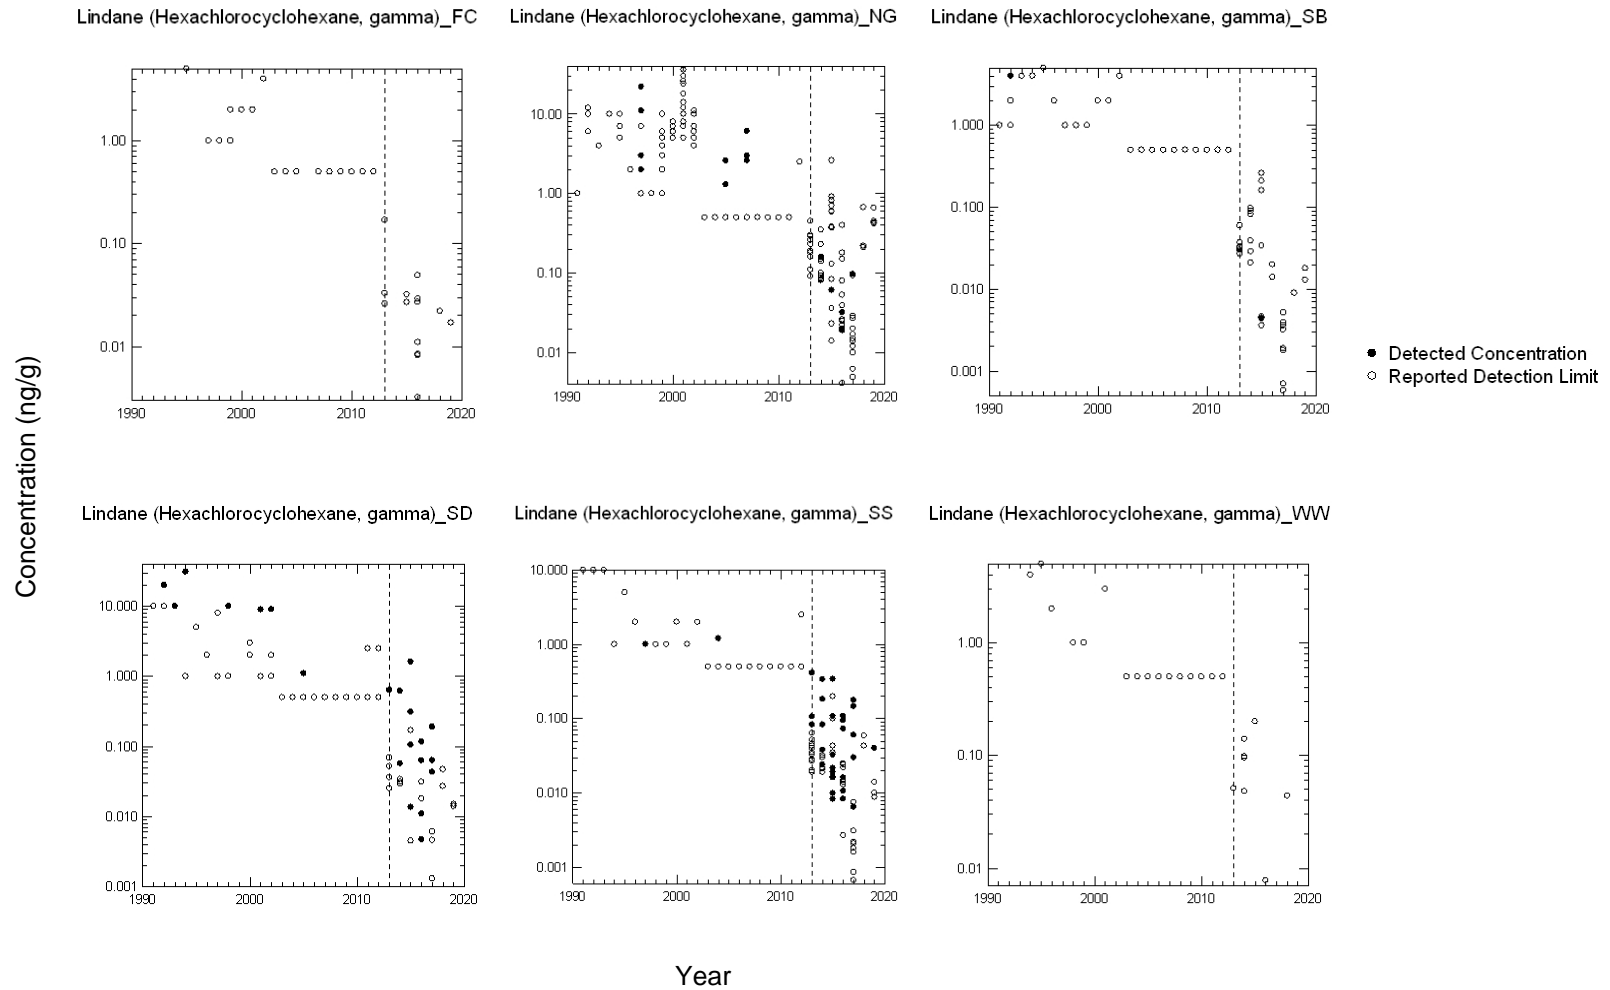 Lindane (Hexachlorocyclohexane, gamma)_FC
1.00
0.10
0.01
1990 2000 2010 2020
Lindane (Hexachlorocyclohexane, gamma)_NG
10.00
1.00
0.10
0.01
1990 2000 2010 2020
Lindane (Hexachlorocyclohexane, gamma)_SB
1.000
0.100
0.010
0.001
1990 2000 2010 2020
Detected Concentration
Reported Detection Limit
Concentration (ng/g)
Lindane (Hexachlorocyclohexane, gamma)_SD
10.000
1.000
0.100
0.010
0.001
1990 2000 2010 2020
Lindane (Hexachlorocyclohexane, gamma)_SS
10.000
1.000
0.100
0.010
0.001
1990 2000 2010 2020
Lindane (Hexachlorocyclohexane, gamma)_WW
1.00
0.10
0.01
1990 2000 2010 2020
Year